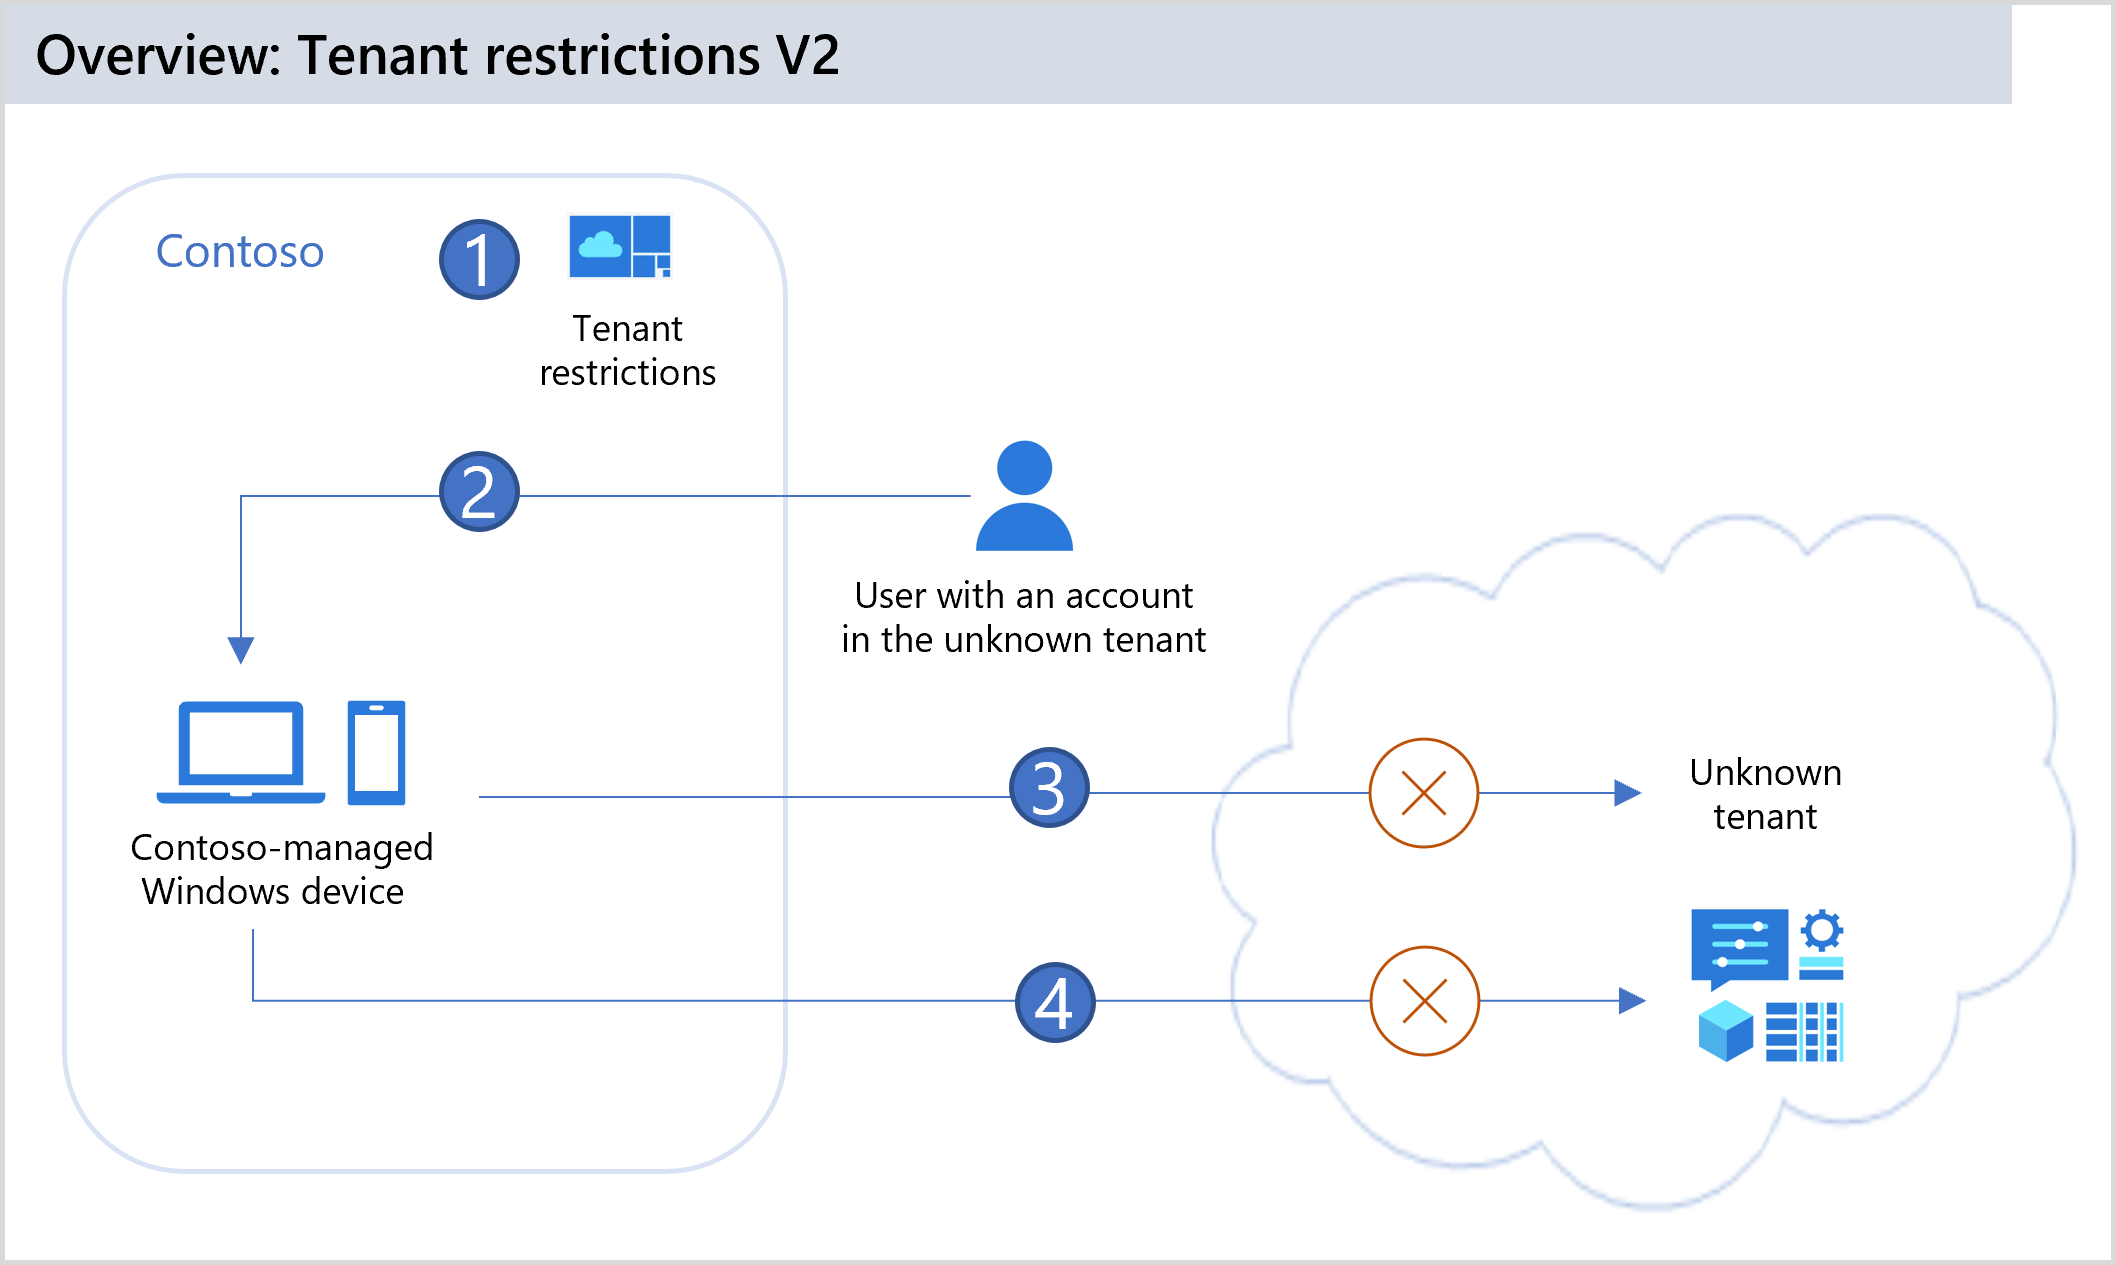 Overview: Tenant restrictions V2
Contoso
1
Tenant
restrictions
2
User with an account
in the unknown tenant
Contoso-managed
Windows device
3
Unknown
tenant
4